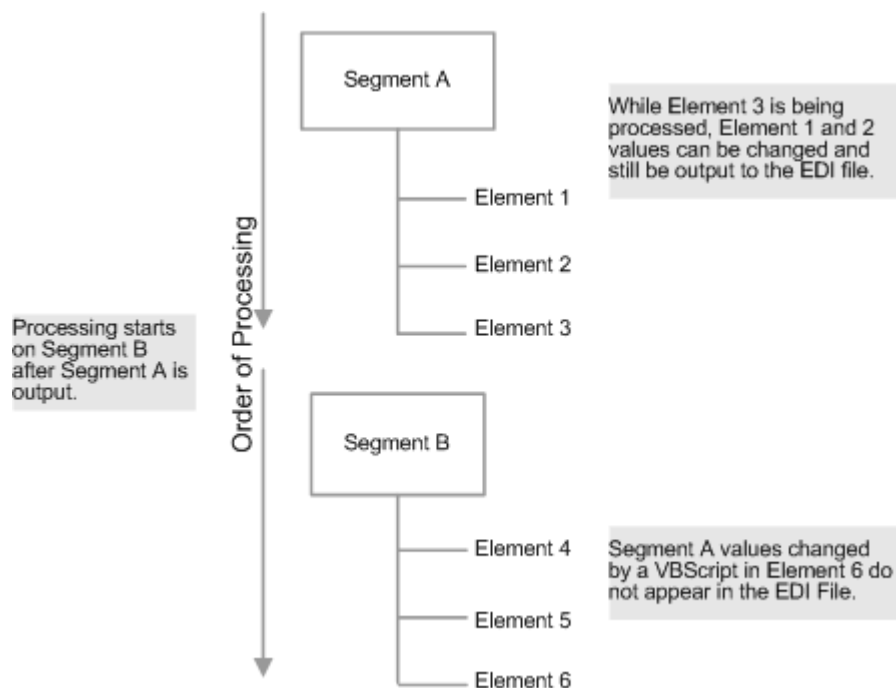 Segment A
While Element 3 is being
processed, Element 1 and 2
values can be changed and
still be output to the EDI file.
Element 1
Element 2
Element 3
Order of Processing
Processing starts
on Segment B
after Segment A is
output.
Segment B
Element 4
Segment A values changed
by a VBScript in Element 6 do
not appear in the EDI File.
Element 5
Element 6